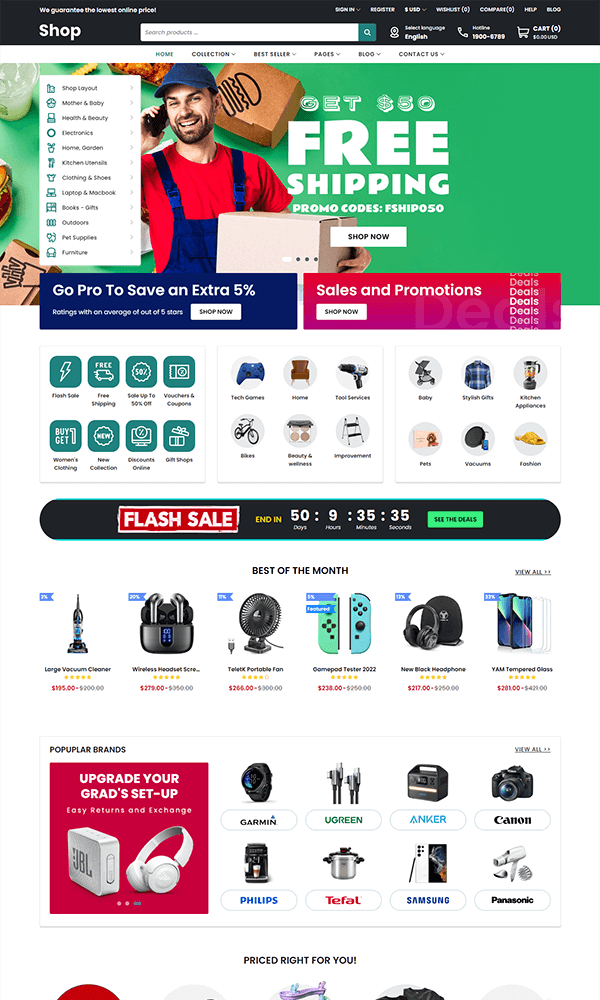 We guarantee the lowest online price!
SIGN IN
REGISTER
$ USD
WISHLIST (0)
COMPARE(0)
HELP
BLOG
Shop
Search products ...
Select language
English
Hotline
1900-6789
CART (0)
$0.00 USD
HOME
COLLECTION
BEST SELLER
PAGES
BLOG
CONTACT US
Shop Layout
Mother & Baby
Health & Beauty
Electronics
Home, Garden
Kitchen Utensils
Clothing & Shoes
Laptop & Macbook
Books - Gifts
Outdoors
Pet Supplies
Furniture
GET $50
FREE
SHIPPING
PROMO CODES: FSHIP050
SHOP NOW
Go Pro To Save an Extra 5%
Ratings with an average of out of 5 stars
SHOP NOW
Sales and Promotions
SHOP NOW
Deals
Deals
Deals
Deals
Deals
Deals
Deals
FREE
50%
BUY
GET 1
NEW
Flash Sale
Free
Shipping
Sale Up To
50% Off
Vouchers &
Coupons
Women's
Clothing
New
Collection
Discounts
Online
Gift Shops
Tech Games
Home
Tool Services
Bikes
Beauty &
wellness
Improvement
Baby
Stylish Gifts
Kitchen
Appliances
Pets
Vacuums
Fashion
FLASH SALE
END IN
50 : 9 : 35 : 35
Days Hours Minutes Seconds
SEE THE DEALS
BEST OF THE MONTH
VIEW ALL >>
3%
20%
11%
5%
Featured
13%
33%
Large Vacuum Cleaner
Wireless Headset Scre...
TeletK Portable Fan
Gamepad Tester 2022
New Black Headphone
YAM Tempered Glass
$195.00 - $200.00
$279.00 - $350.00
$266.00 - $300.00
$238.00 - $250.00
$217.00 - $250.00
$281.00 - $421.00
POPUPLAR BRANDS
VIEW ALL >>
UPGRADE YOUR
GRAD'S SET-UP
Easy Returns and Exchange
JBL
GARMIN
UGREEN
ANKER
Canon
PHILIPS
Tefal
SAMSUNG
Panasonic
PRICED RIGHT FOR YOU!